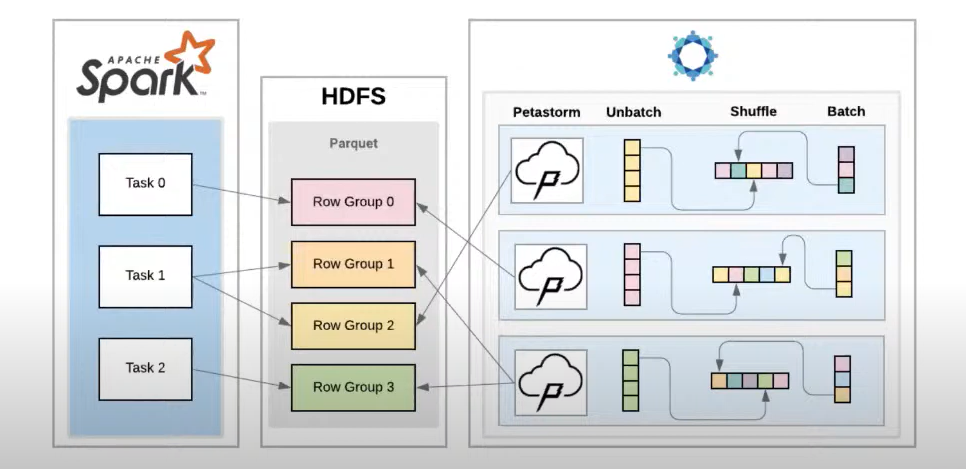 APACHE
Spark™
Task 0
Task 1
Task 2
HDFS
Parquet
Row Group 0
Row Group 1
Row Group 2
Row Group 3
Petastorm Unbatch Shuffle Batch